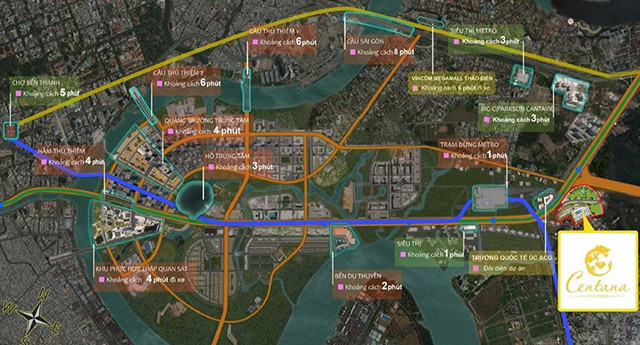 CẦU THỦ THIÊM 1
Khoảng cách 6 phút
CẦU SÀI GÒN
Khoảng cách 8 phút
SIÊU THỊ METRO
Khoảng cách 3 phút
VINCOM MEGAMALL THẢO ĐIỀN
Khoảng cách 6 phút đi xe
CHỢ BẾN THÀNH
Khoảng cách 5 phút
CẦU THỦ THIÊM 2
Khoảng cách 4 phút
BIG C/PARKSON CANTAVIL
Khoảng cách 3 phút
QUẢNG TRƯỜNG TRUNG TÂM
Khoảng cách 4 phút
HẦM THỦ THIÊM
Khoảng cách 4 phút
HỒ TRUNG TÂM
Khoảng cách 3 phút
TRẠM DỪNG METRO
Khoảng cách 1 phút
SIÊU THỊ
Khoảng cách 1 phút
TRƯỜNG QUỐC TẾ ÚC ACG
Đối diện dự án
KHU PHỨC HỢP THÁP QUAN SÁT
Khoảng cách 4 phút đi xe
BẾN DU THUYỀN
Khoảng cách 2 phút
Centana
THỦ THIÊM
N
W
E
S